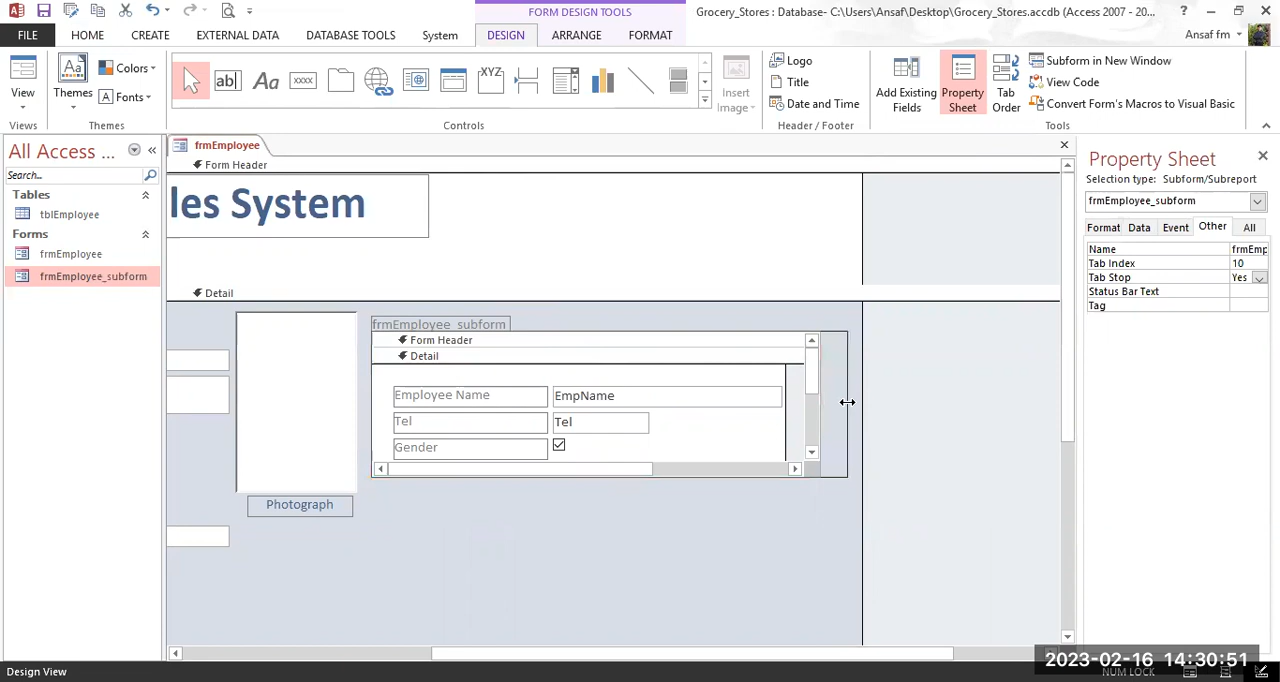 FORM DESIGN TOOLS
Grocery_Stores : Database- C:\Users\Ansaf\Desktop\Grocery_Stores.accdb (Access 2007 - 20...
FILE HOME CREATE EXTERNAL DATA DATABASE TOOLS System DESIGN ARRANGE FORMAT Ansaf fm
View Themes Colors Fonts
ab| Aa xxxx XYZ
Insert Image
Logo
Title
Date and Time
Add Existing Fields
Property Sheet
Tab Order
Subform in New Window
View Code
Convert Form's Macros to Visual Basic
Views Themes Controls Header / Footer Tools
All Access ...
Search...
Tables
tblEmployee
Forms
frmEmployee
frmEmployee_subform
frmEmployee
Form Header
les System
Detail
frmEmployee_subform
Form Header
Detail
Employee Name EmpName
Tel Tel
Gender
Photograph
Property Sheet
Selection type: Subform/Subreport
frmEmployee_subform
Format Data Event Other All
Name frmEmp
Tab Index 10
Tab Stop Yes
Status Bar Text
Tag
2023-02-16 14:30:51
Design View
NUM LOCK